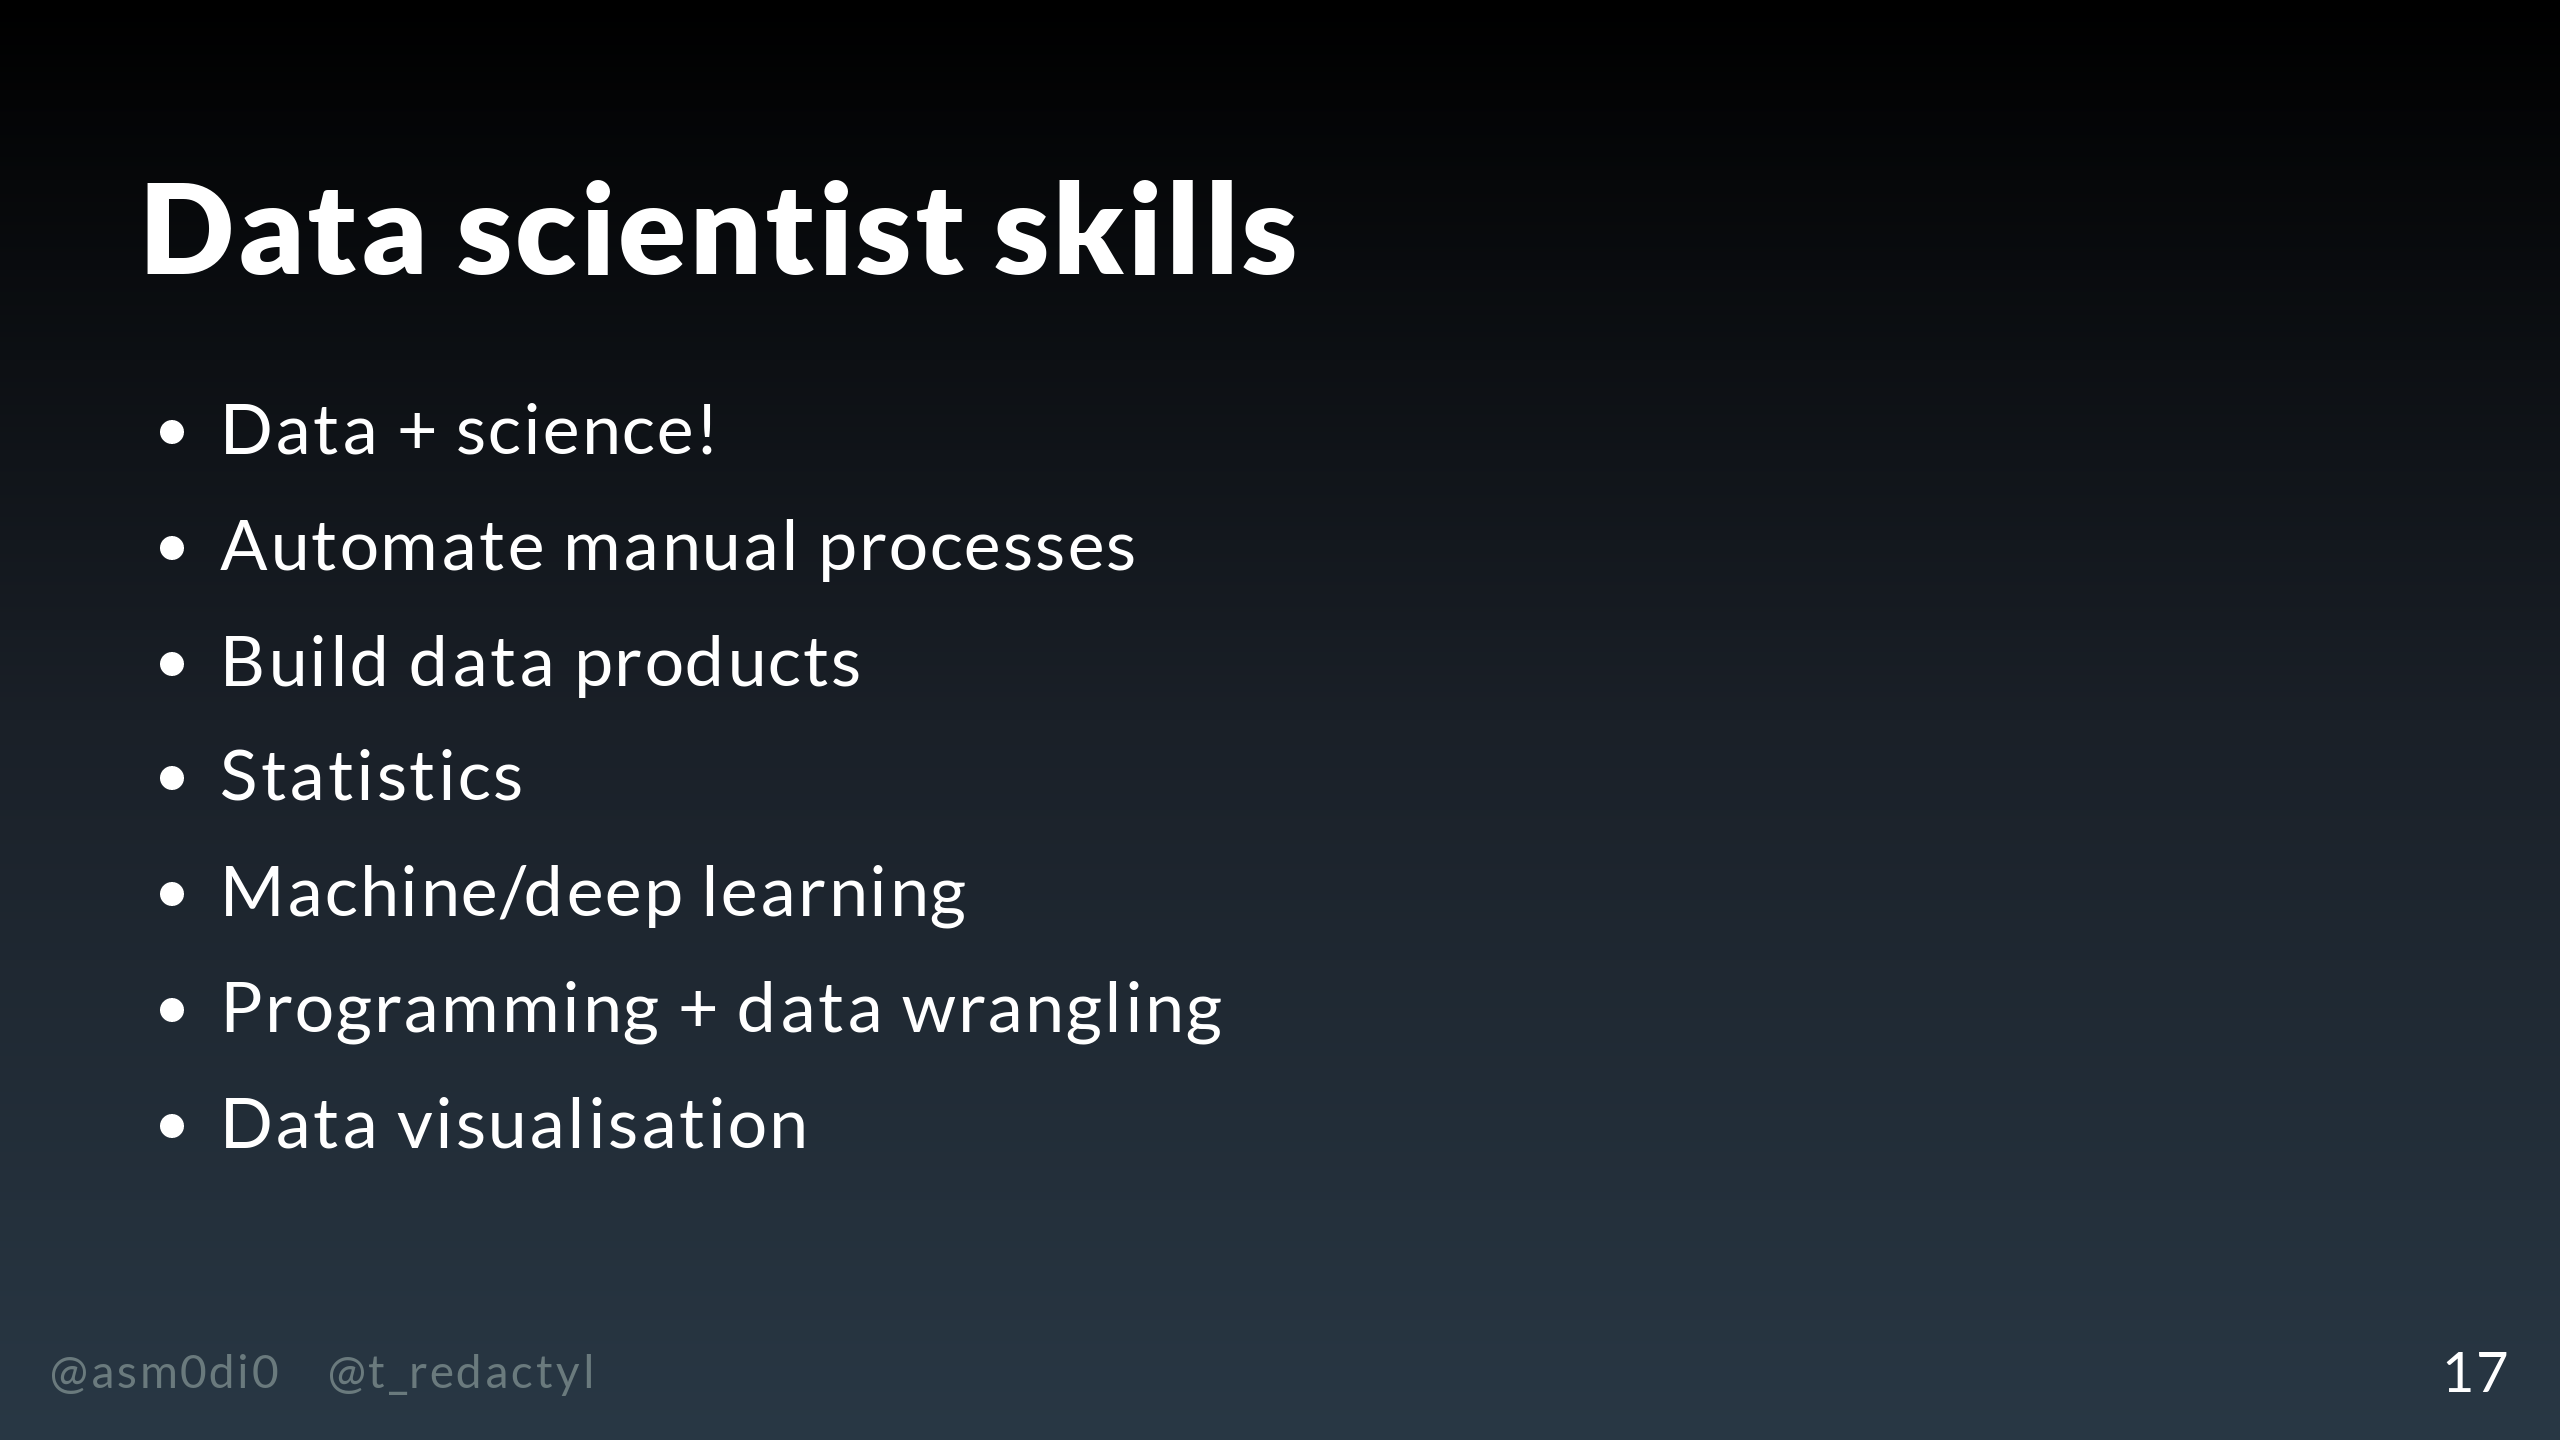 Data scientist skills
• Data + science!
• Automate manual processes
• Build data products
• Statistics
• Machine/deep learning
• Programming + data wrangling
• Data visualisation
@asm0di0 @t_redactyl
17